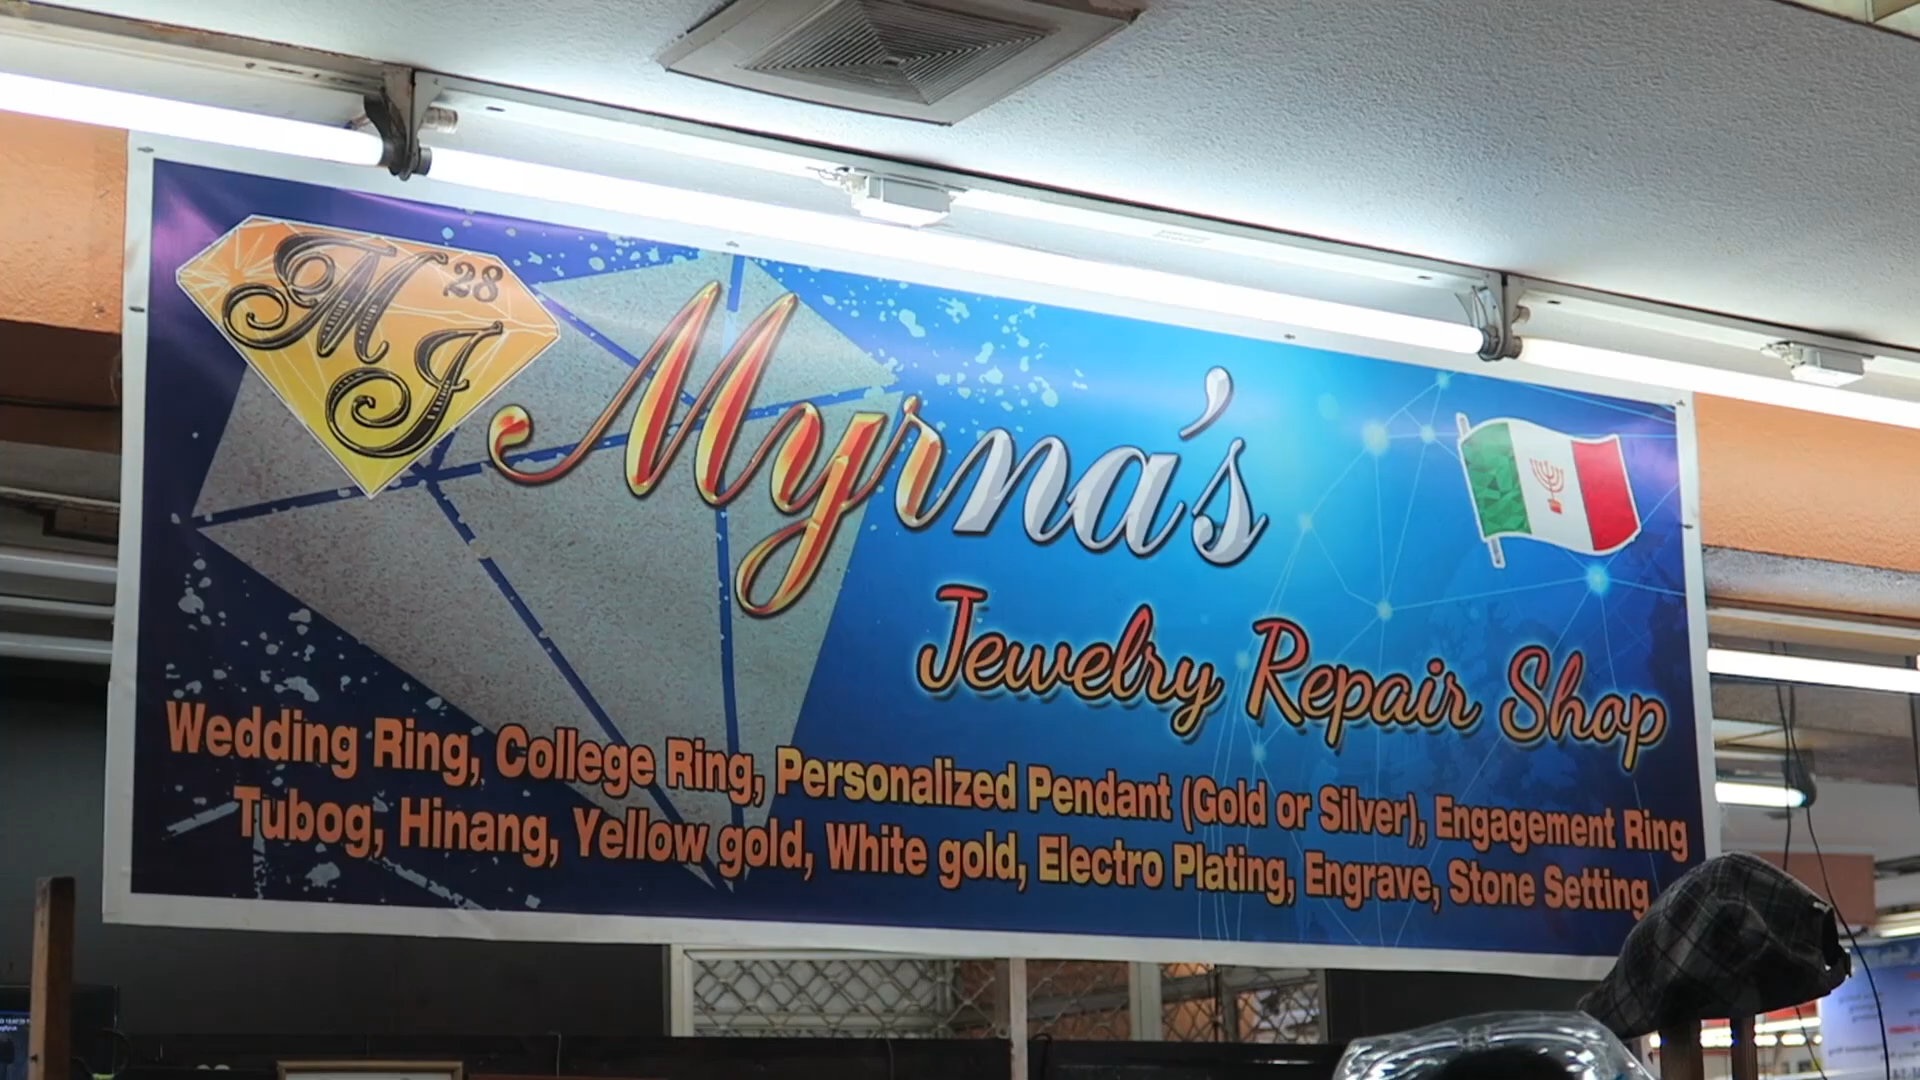 MJ 28
Myrna's
Jewelry Repair Shop
Wedding Ring, College Ring, Personalized Pendant (Gold or Silver), Engagement Ring
Tubog, Hinang, Yellow gold, White gold, Electro Plating, Engrave, Stone Setting